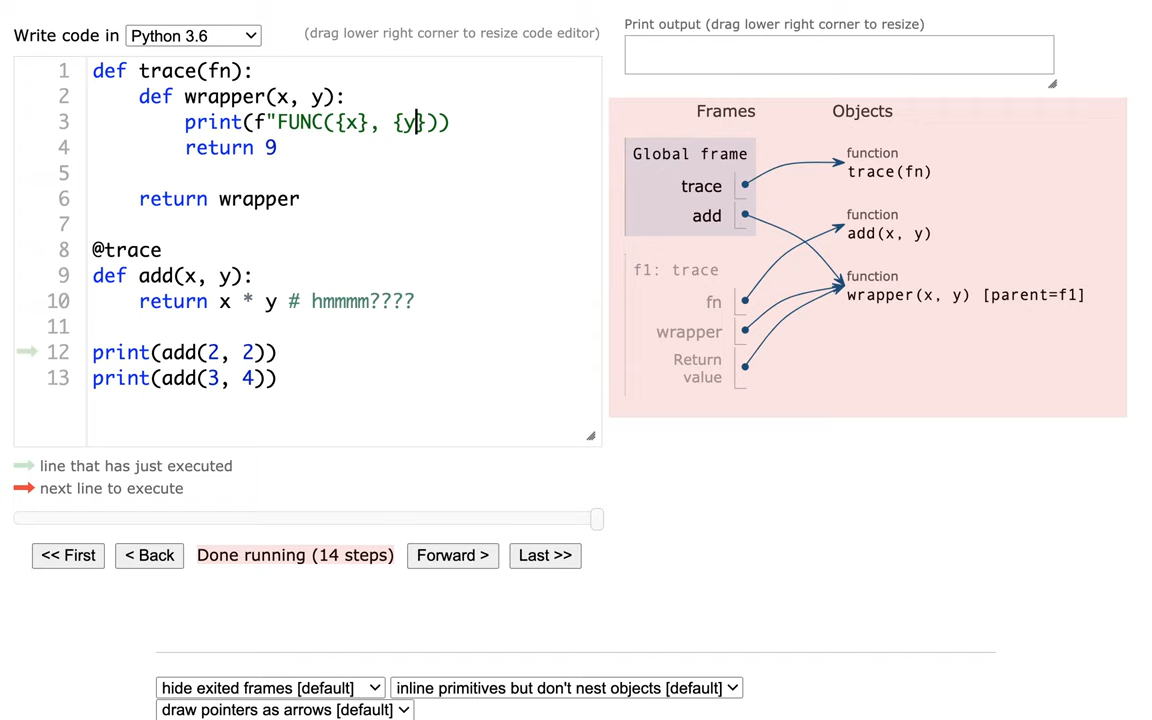 Write code in Python 3.6
(drag lower right corner to resize code editor)
1 def trace(fn):
2 def wrapper(x, y):
3 print(f"FUNC({x}, {y}))
4 return 9
5
6 return wrapper
7
8 @trace
9 def add(x, y):
10 return x * y # hmmmm????
11
12 print(add(2, 2))
13 print(add(3, 4))
line that has just executed
next line to execute
<< First
< Back
Done running (14 steps)
Forward >
Last >>
Print output (drag lower right corner to resize)
Frames
Objects
Global frame
trace
add
f1: trace
fn
wrapper
Return
value
function
trace(fn)
function
add(x, y)
function
wrapper(x, y) [parent=f1]
hide exited frames [default]
inline primitives but don't nest objects [default]
draw pointers as arrows [default]